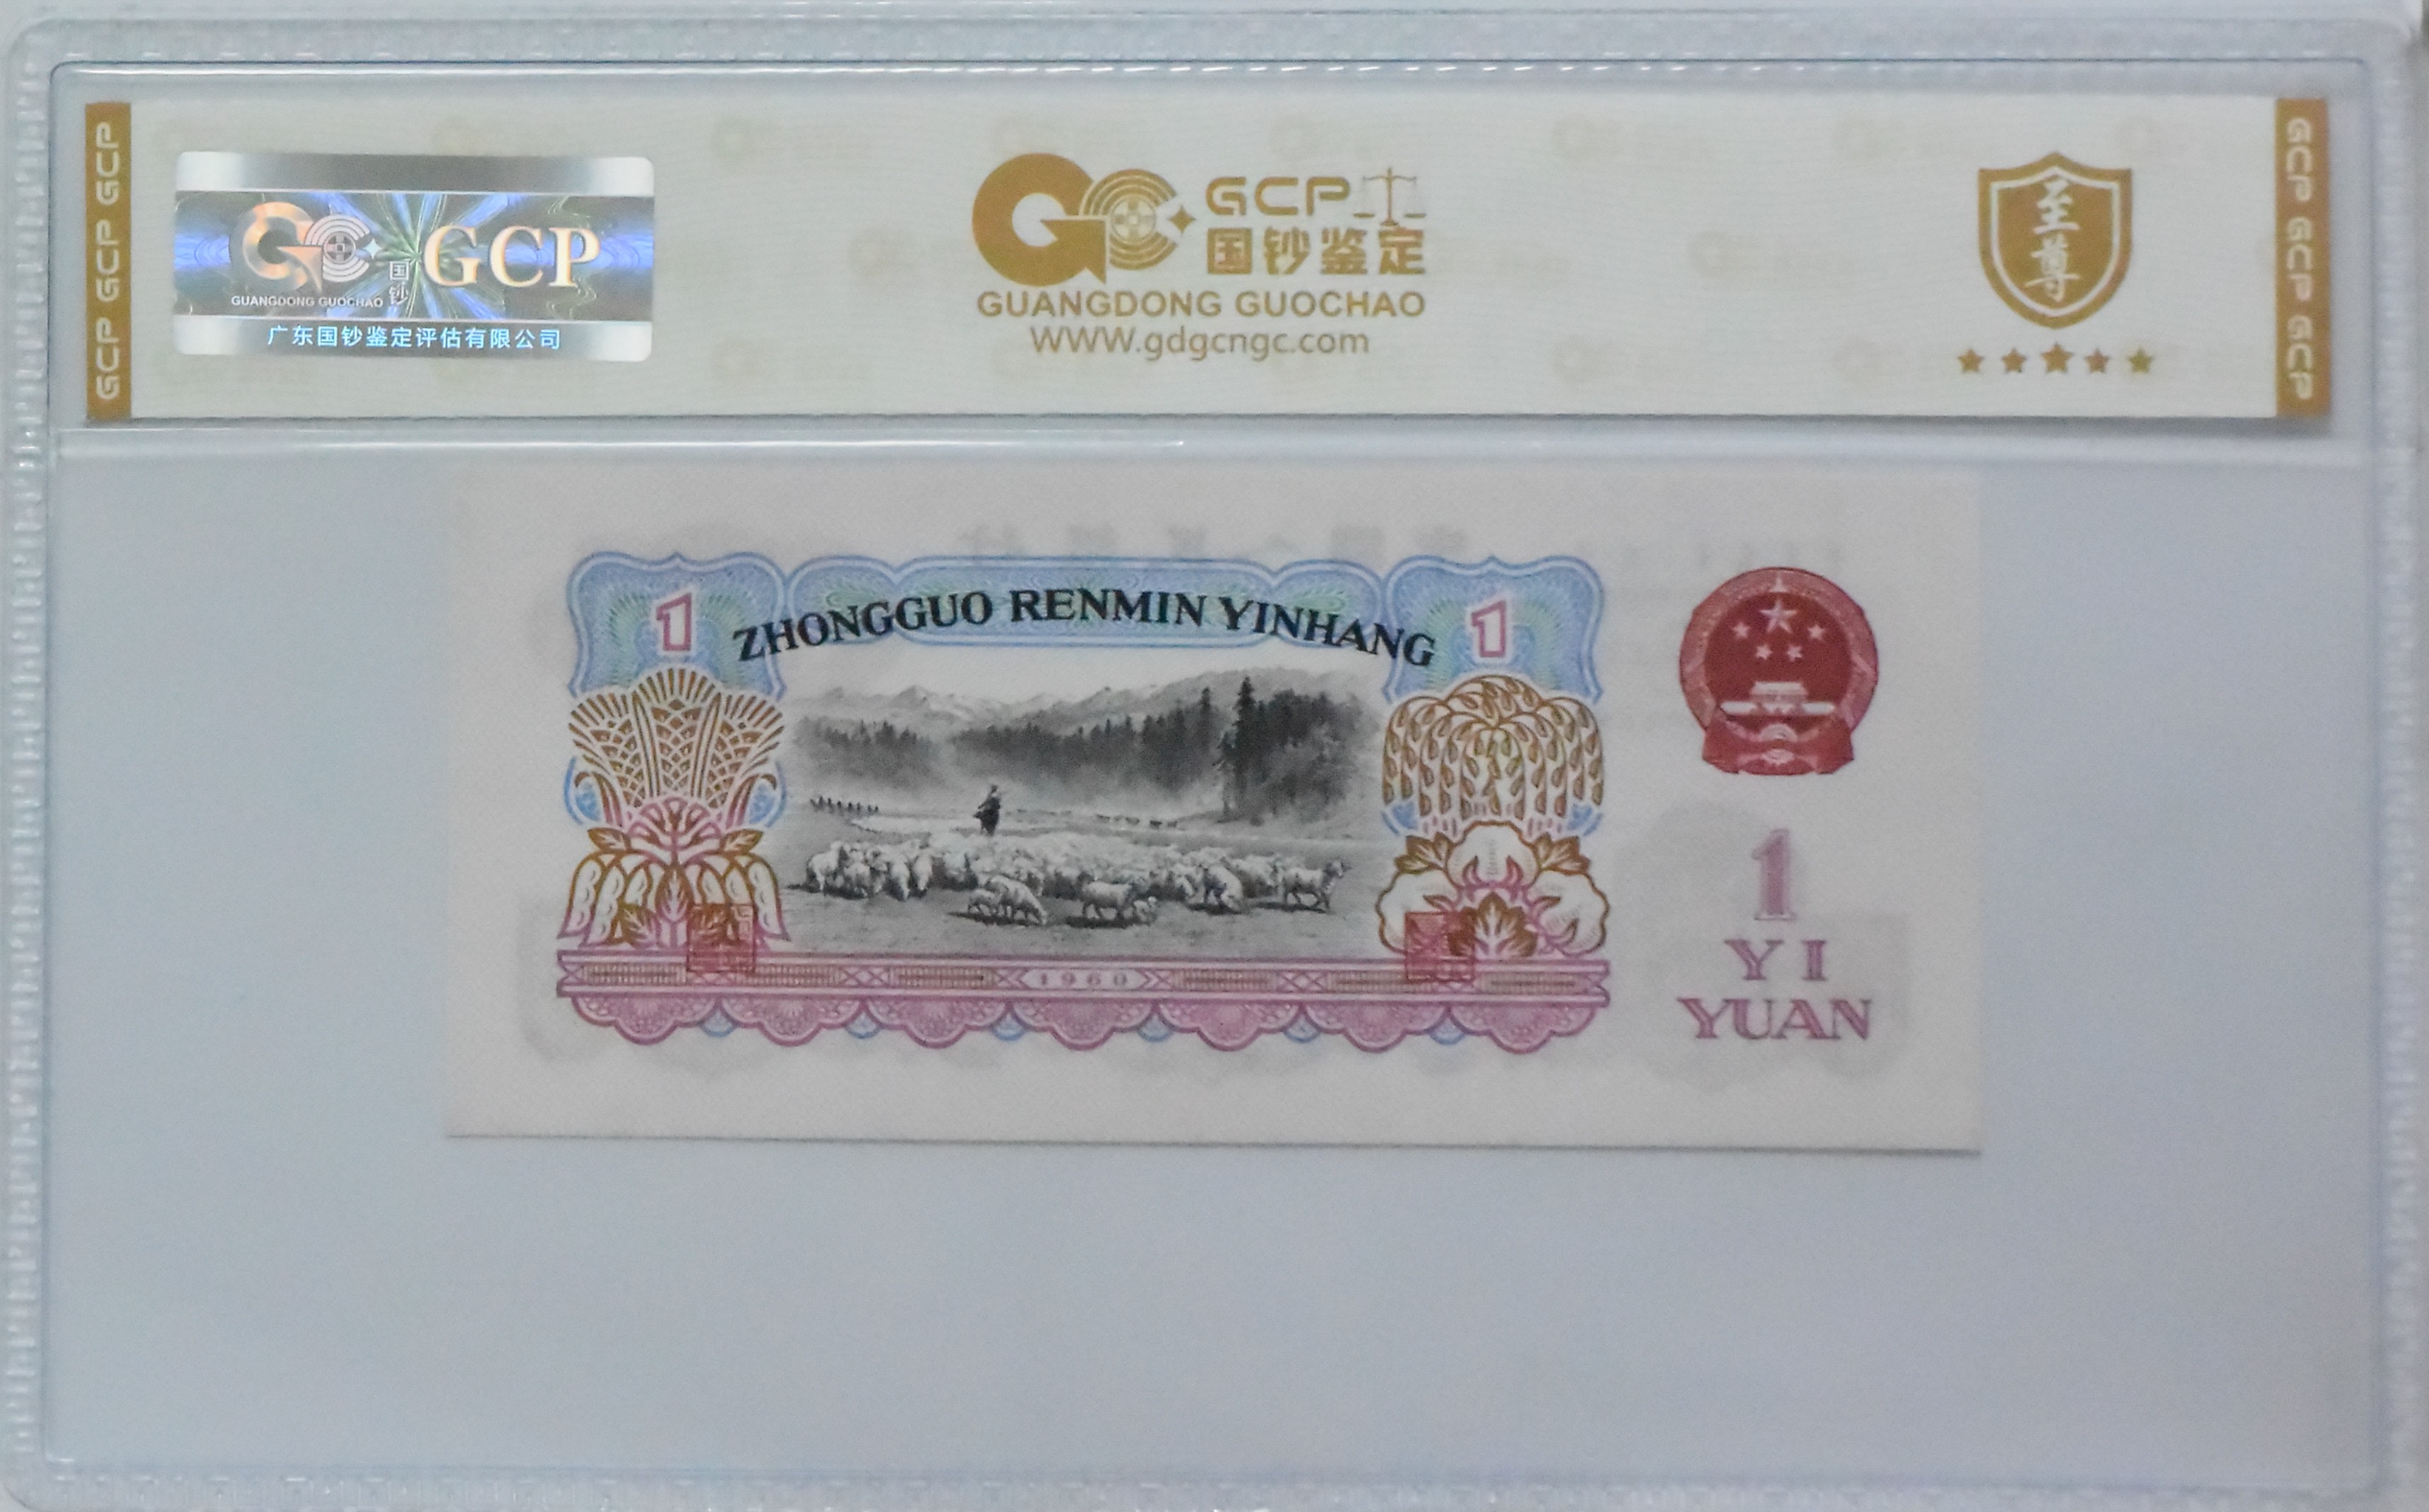 GCP GCP GCP
国钞
GCP
GUANGDONG GUOCHAO
广东国钞鉴定评估有限公司
GCP
国钞鉴定
GUANGDONG GUOCHAO
WWW.gdgcngc.com
至尊
GCP GCP GCP
1
ZHONGGUO RENMIN YINHANG
1
1960
1
YI
YUAN